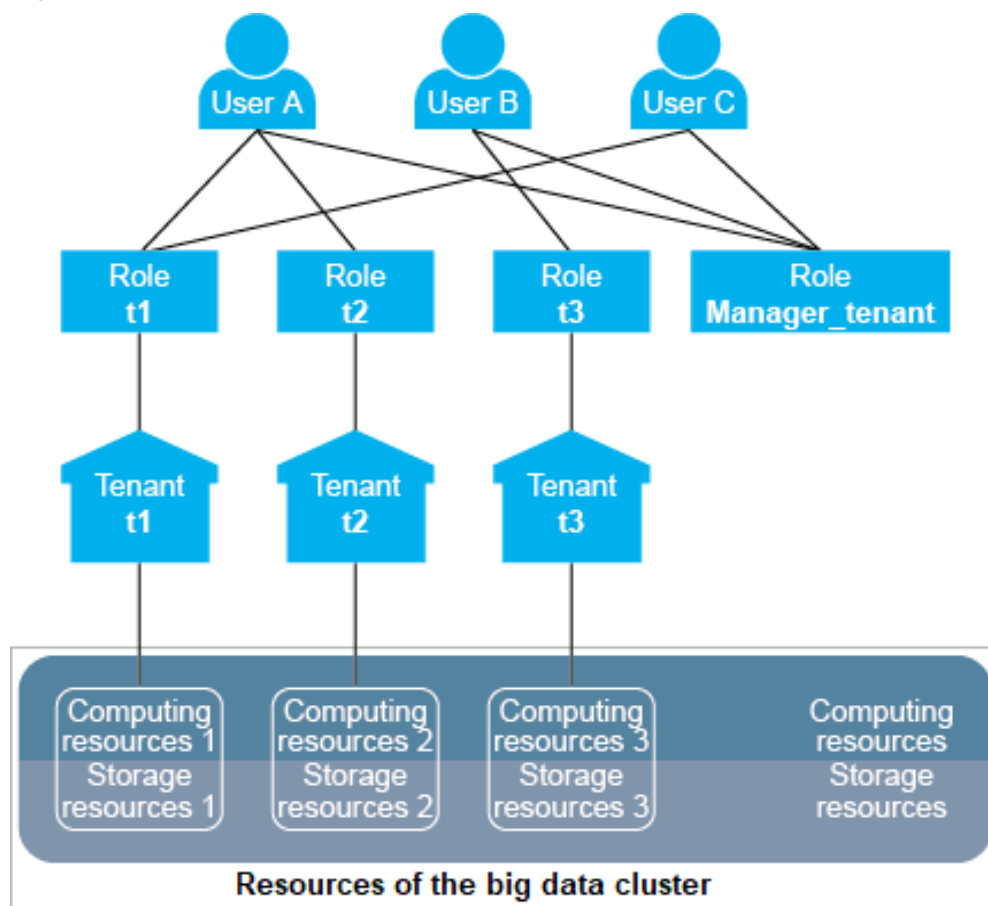 User A
User B
User C
Role
t1
Role
t2
Role
t3
Role
Manager_tenant
Tenant
t1
Tenant
t2
Tenant
t3
Computing
resources 1
Storage
resources 1
Computing
resources 2
Storage
resources 2
Computing
resources 3
Storage
resources 3
Computing
resources
Storage
resources
Resources of the big data cluster